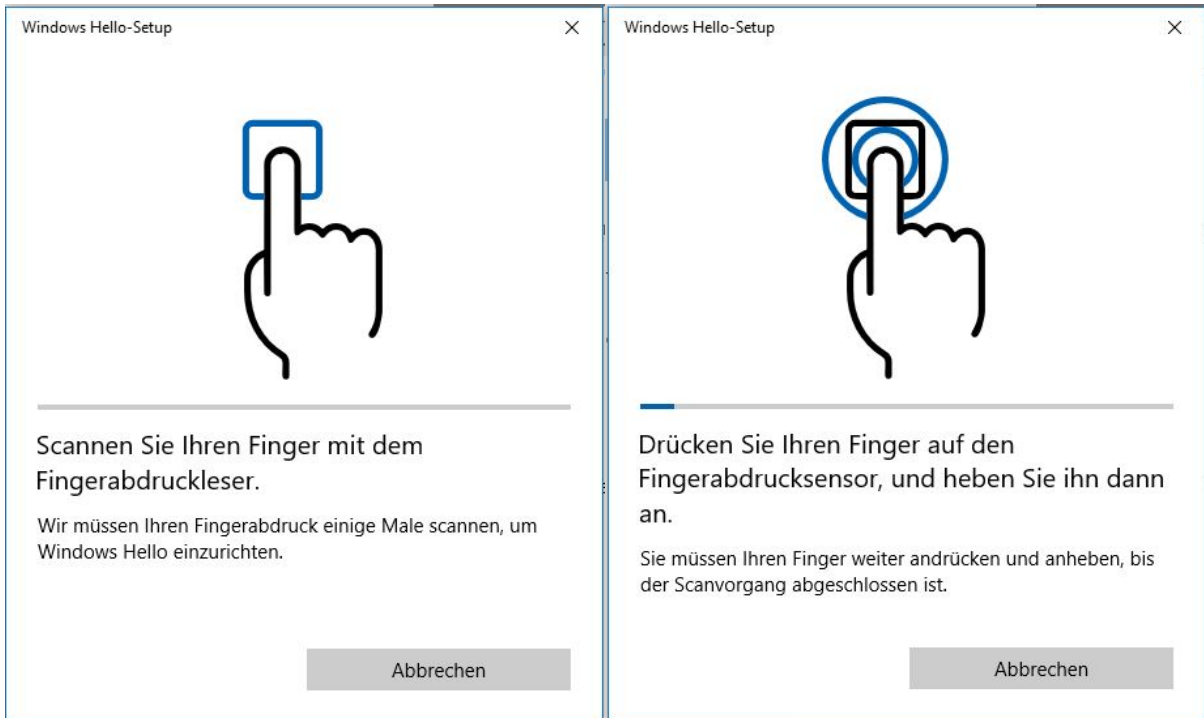 Windows Hello-Setup
Scannen Sie Ihren Finger mit dem
Fingerabdruckleser.
Wir müssen Ihren Fingerabdruck einige Male scannen, um
Windows Hello einzurichten.
Abbrechen
Windows Hello-Setup
Drücken Sie Ihren Finger auf den
Fingerabdrucksensor, und heben Sie ihn dann
an.
Sie müssen Ihren Finger weiter andrücken und anheben, bis
der Scanvorgang abgeschlossen ist.
Abbrechen